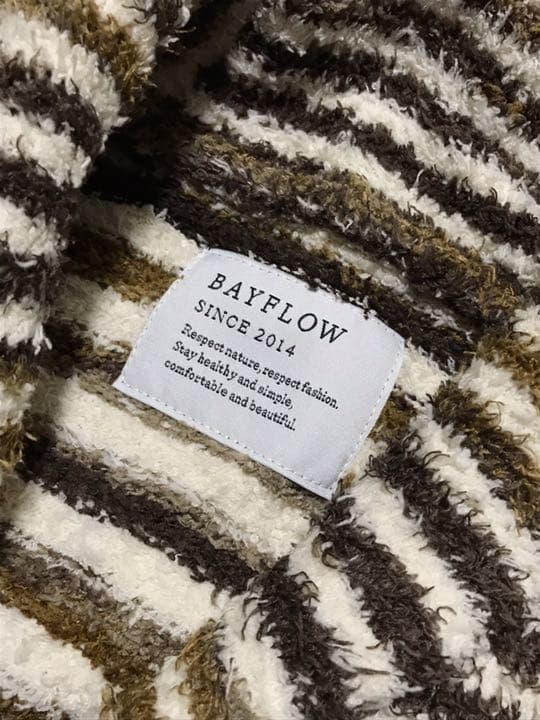 BAYFLOW
SINCE 2014
Respect nature, respect fashion.
Stay healthy and simple,
comfortable and beautiful.